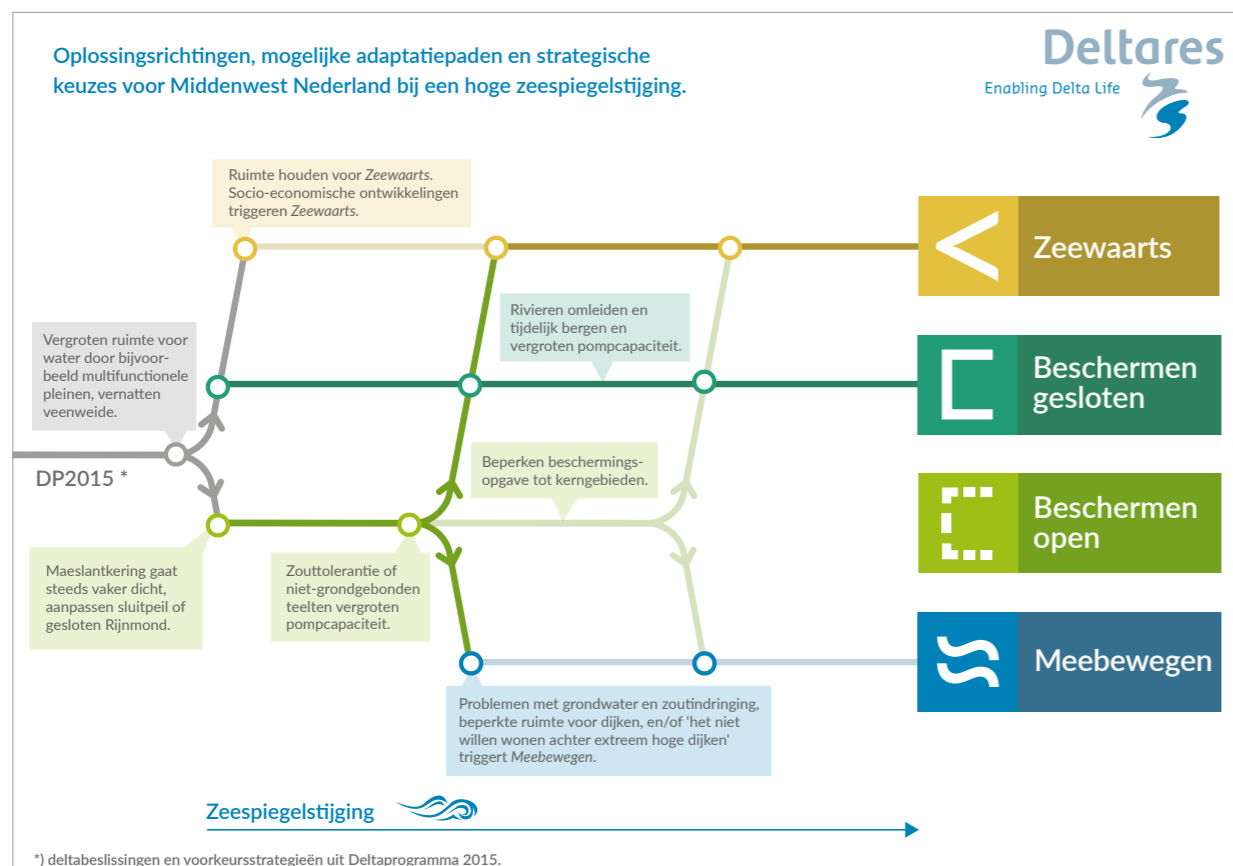 Oplossingsrichtingen, mogelijke adaptatiepaden en strategische
keuzes voor Middenwest Nederland bij een hoge zeespiegelstijging.
Deltares
Enabling Delta Life
Ruimte houden voor Zeewaarts.
Socio-economische ontwikkelingen
triggeren Zeewaarts.
Zeewaarts
Rivieren omleiden en
tijdelijk bergen en
vergroten pompcapaciteit.
Vergroten ruimte voor
water door bijvoor-
beeld multifunctionele
pleinen, vernatten
veenweide.
Beschermen
gesloten
DP2015 *
Beperken beschermings-
opgave tot kerngebieden.
Beschermen
open
Maeslantkering gaat
steeds vaker dicht,
aanpassen sluitpeil of
gesloten Rijnmond.
Zouttolerantie of
niet-grondgebonden
teelten vergroten
pompcapaciteit.
Meebewegen
Problemen met grondwater en zoutindringing,
beperkte ruimte voor dijken, en/of 'het niet
willen wonen achter extreem hoge dijken'
triggert Meebewegen.
Zeespiegelstijging
*) deltabeslissingen en voorkeursstrategieën uit Deltaprogramma 2015.